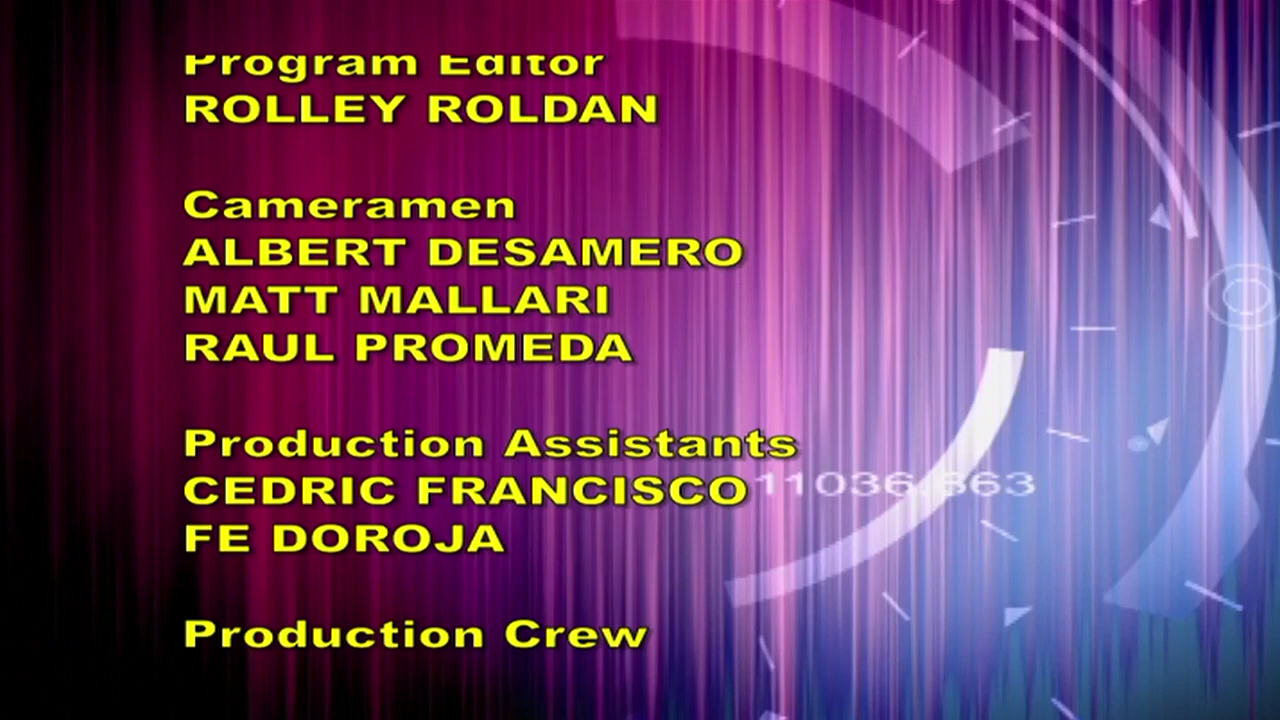 Program Editor
ROLLEY ROLDAN
Cameramen
ALBERT DESAMERO
MATT MALLARI
RAUL PROMEDA
Production Assistants
CEDRIC FRANCISCO
FE DOROJA
Production Crew